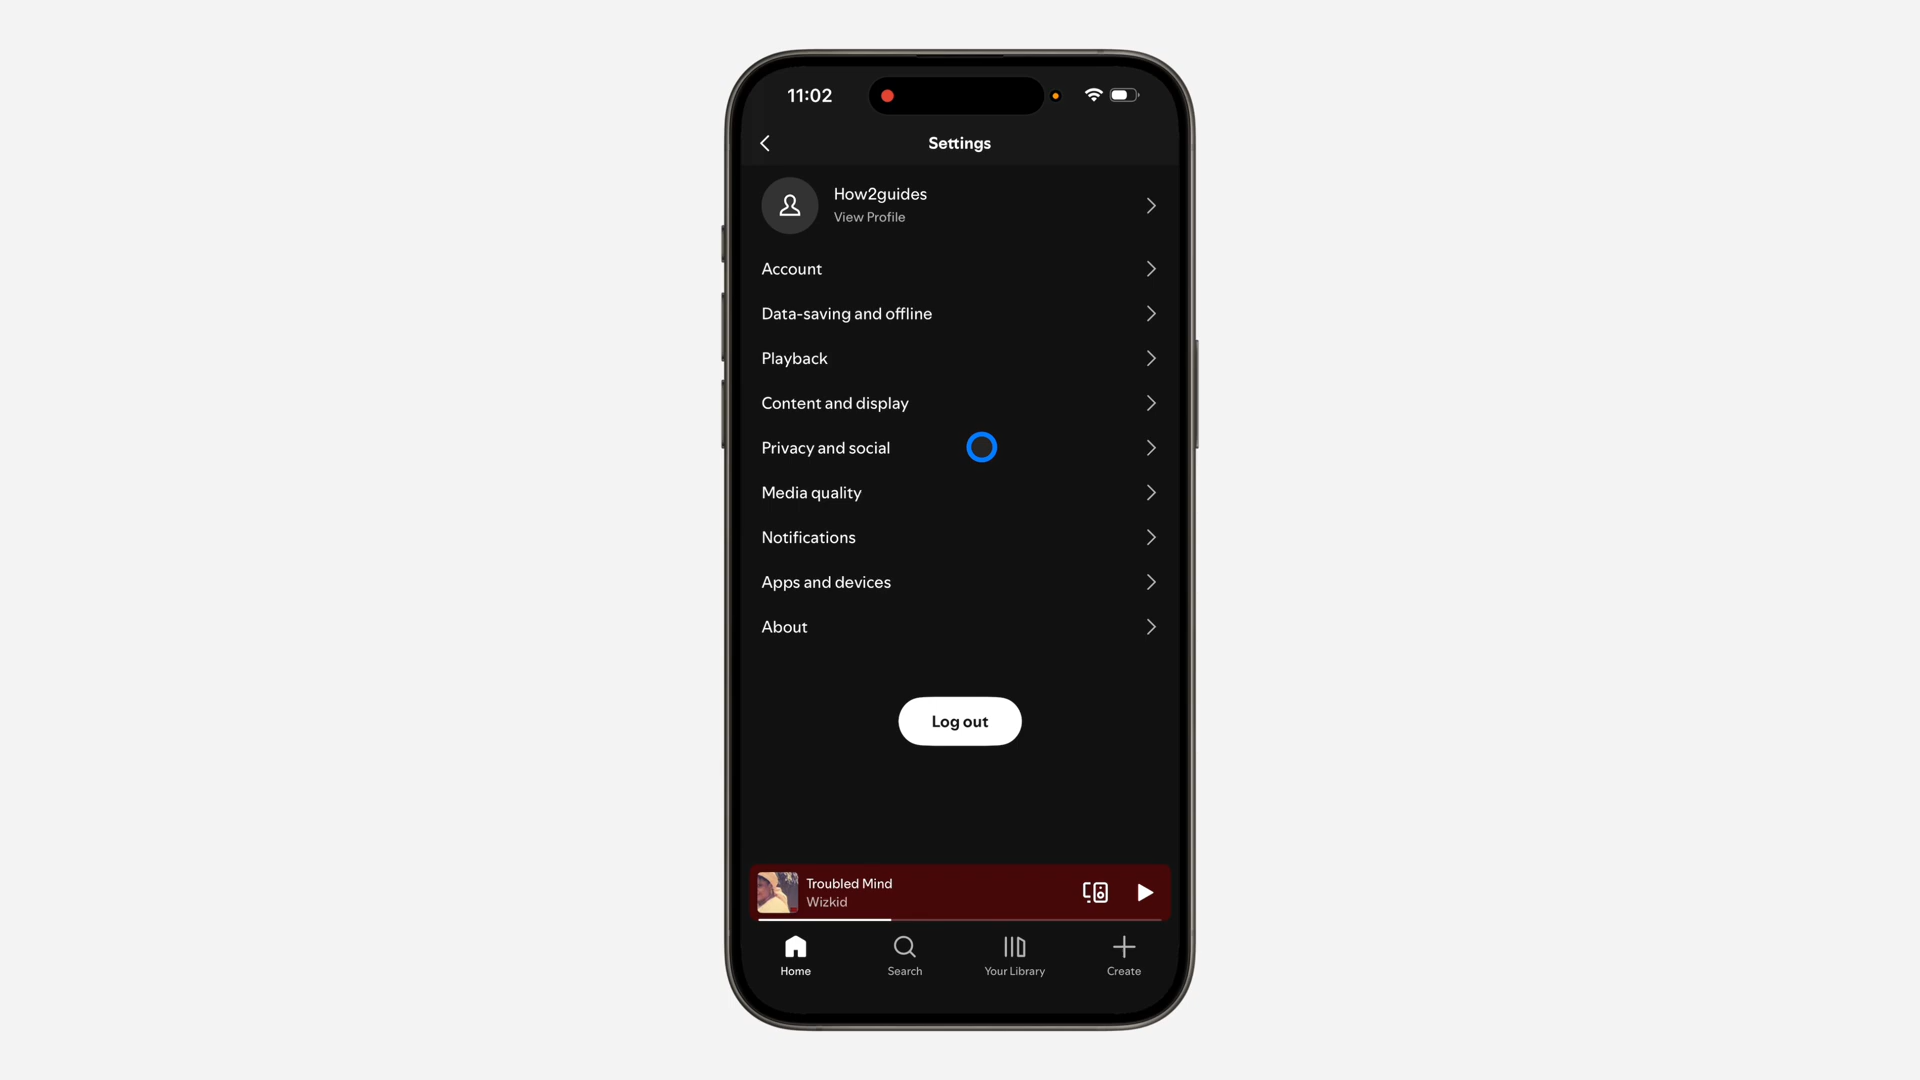 11:02
Settings
How2guides
View Profile
Account
Data-saving and offline
Playback
Content and display
Privacy and social
Media quality
Notifications
Apps and devices
About
Log out
Troubled Mind
Wizkid
Home
Search
Your Library
Create